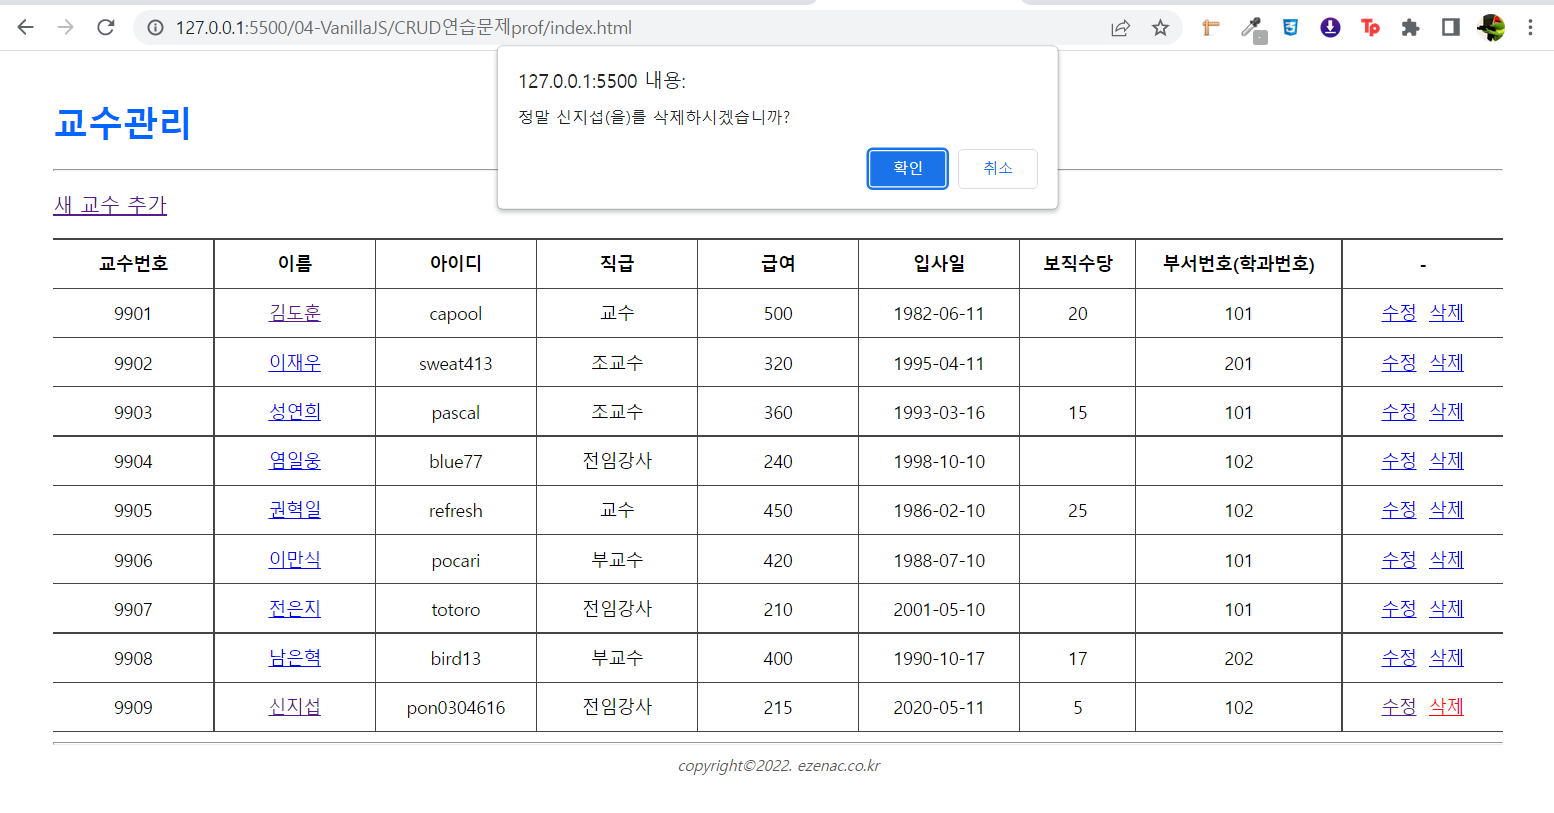 127.0.0.1:5500/04-VanillaJS/CRUD연습문제prof/index.html
Tp
127.0.0.1:5500 내용:
정말 신지섭(을)를 삭제하시겠습니까?
확인 취소
교수관리
새 교수 추가
교수번호 이름 아이디 직급 급여 입사일 보직수당 부서번호(학과번호) -
9901 김도훈 capool 교수 500 1982-06-11 20 101 수정 삭제
9902 이재우 sweat413 조교수 320 1995-04-11 201 수정 삭제
9903 성연희 pascal 조교수 360 1993-03-16 15 101 수정 삭제
9904 염일웅 blue77 전임강사 240 1998-10-10 102 수정 삭제
9905 권혁일 refresh 교수 450 1986-02-10 25 102 수정 삭제
9906 이만식 pocari 부교수 420 1988-07-10 101 수정 삭제
9907 전은지 totoro 전임강사 210 2001-05-10 101 수정 삭제
9908 남은혁 bird13 부교수 400 1990-10-17 17 202 수정 삭제
9909 신지섭 pon0304616 전임강사 215 2020-05-11 5 102 수정 삭제
copyright©2022. ezenac.co.kr